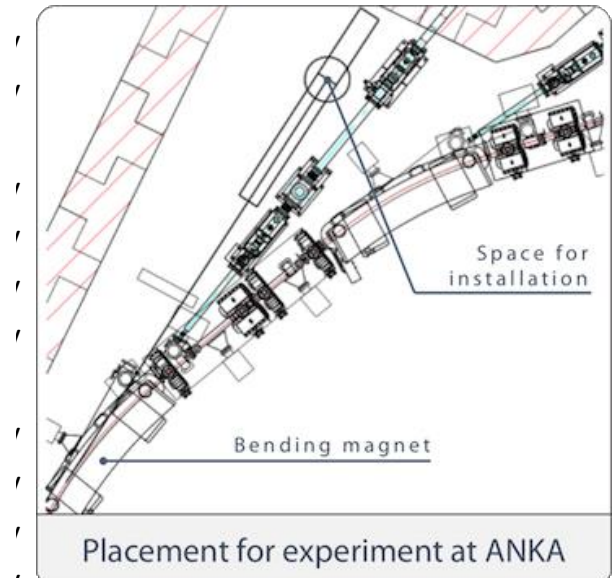 Space for
installation
Bending magnet
Placement for experiment at ANKA